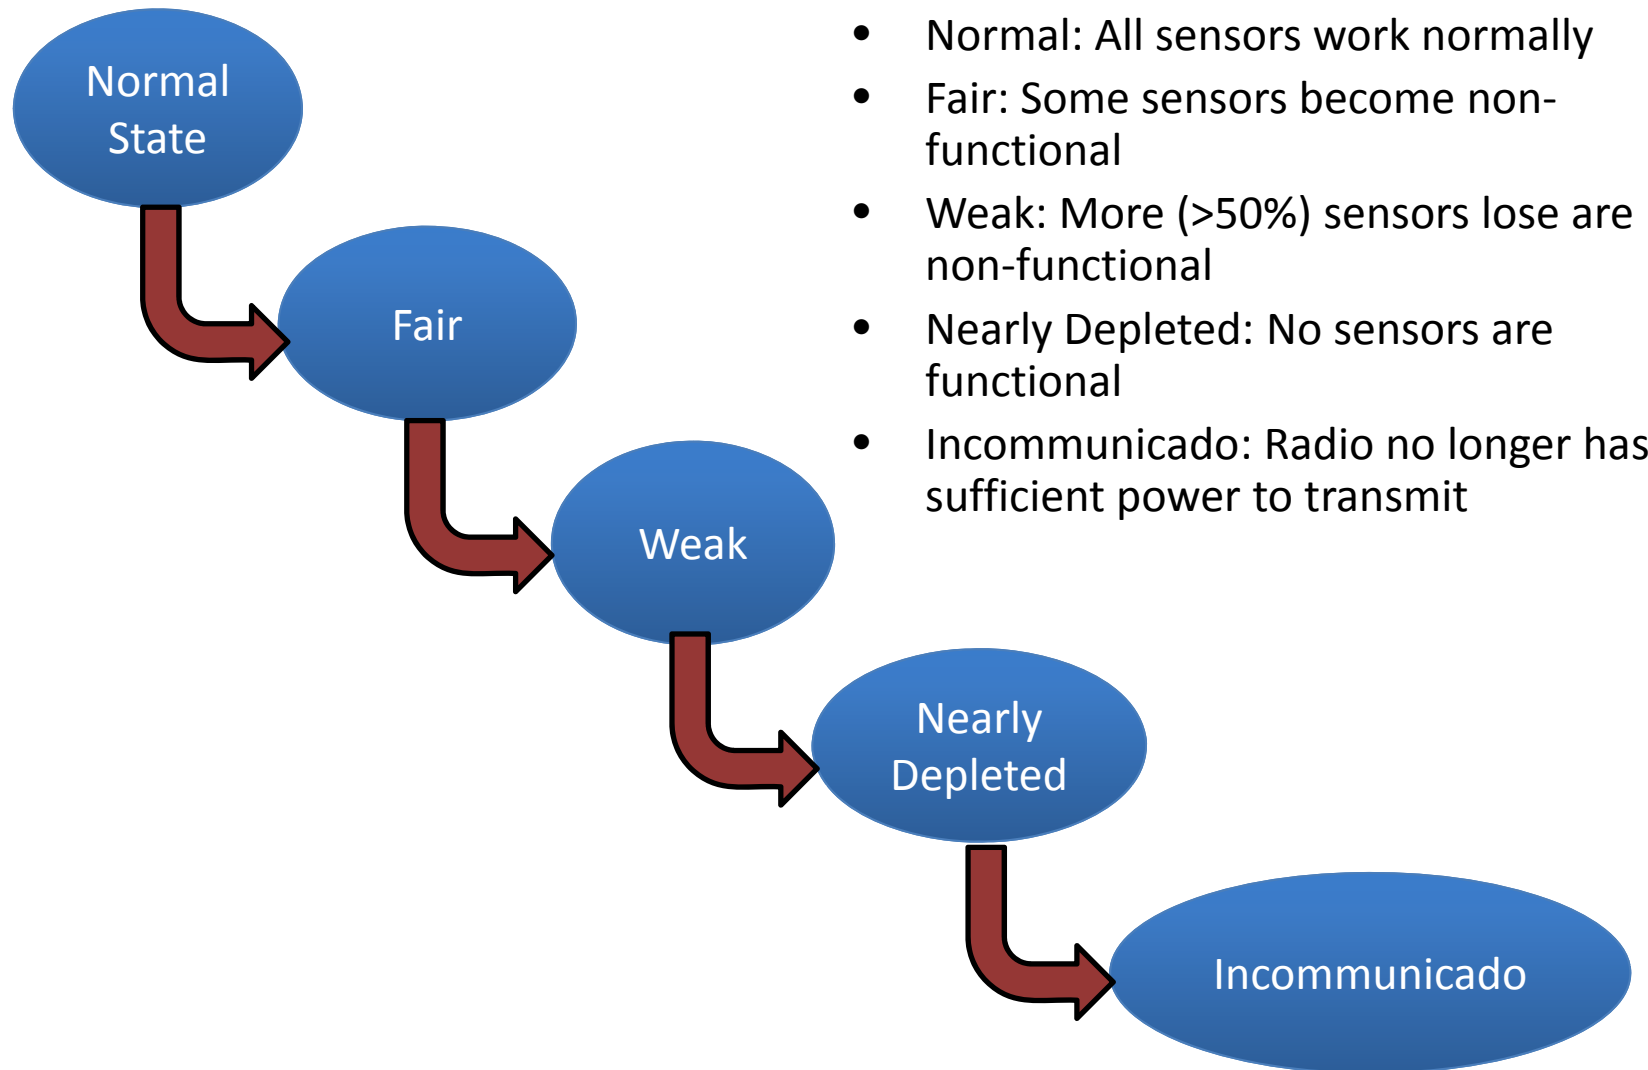 Normal
State
Fair
Weak
Nearly
Depleted
Incommunicado
• Normal: All sensors work normally
• Fair: Some sensors become non-
functional
• Weak: More (>50%) sensors lose are
non-functional
• Nearly Depleted: No sensors are
functional
• Incommunicado: Radio no longer has
sufficient power to transmit